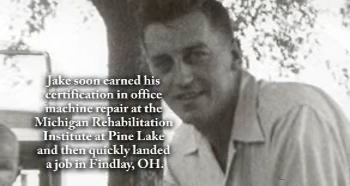 Jake soon earned his
certification in office
machine repair at the
Michigan Rehabilitation
Institute at Pine Lake
and then quickly landed
a job in Findlay, OH.